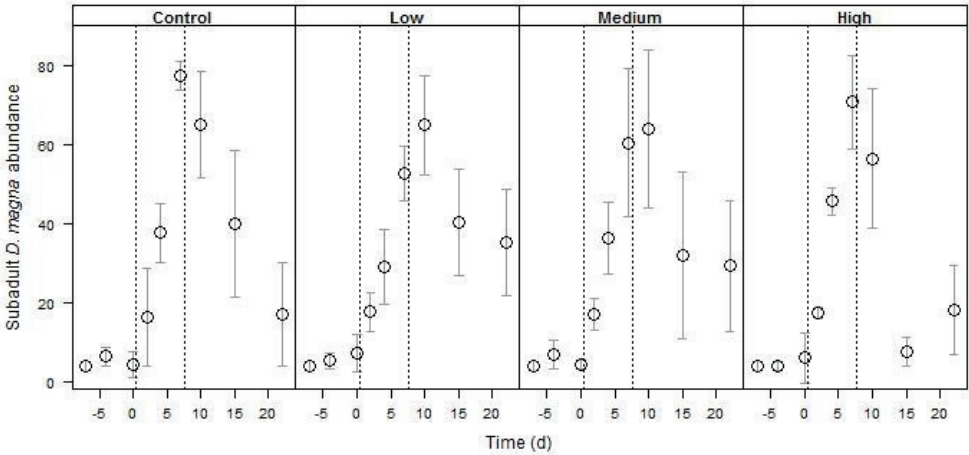 Control Low Medium High
80
60
40
20
0
Subadult D. magna abundance
-5 0 5 10 15 20 -5 0 5 10 15 20 -5 0 5 10 15 20 -5 0 5 10 15 20
Time (d)